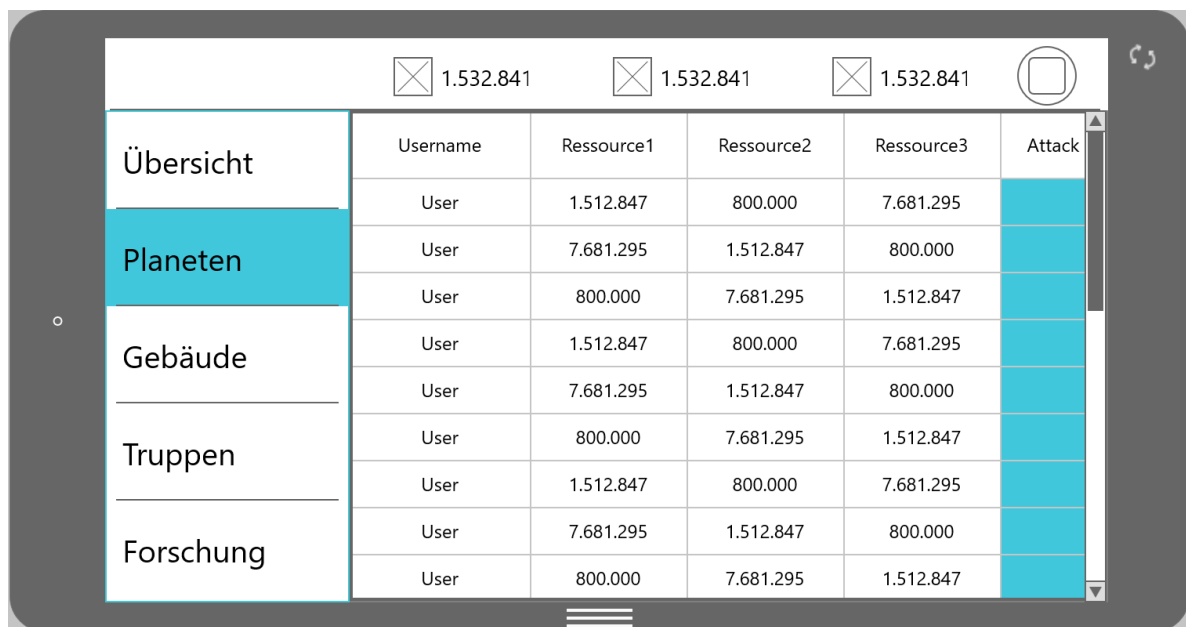 1.532.841 1.532.841 1.532.841
Übersicht
Planeten
Gebäude
Truppen
Forschung
Username Ressource1 Ressource2 Ressource3 Attack
User 1.512.847 800.000 7.681.295
User 7.681.295 1.512.847 800.000
User 800.000 7.681.295 1.512.847
User 1.512.847 800.000 7.681.295
User 7.681.295 1.512.847 800.000
User 800.000 7.681.295 1.512.847
User 1.512.847 800.000 7.681.295
User 7.681.295 1.512.847 800.000
User 800.000 7.681.295 1.512.847